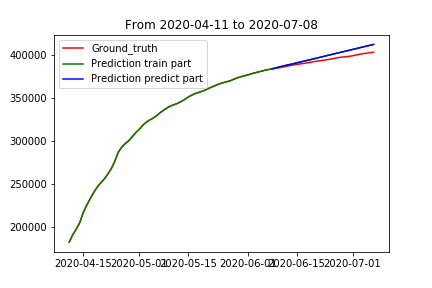 From 2020-04-11 to 2020-07-08
Ground_truth
Prediction train part
Prediction predict part
400000
350000
300000
250000
200000
2020-04-15
2020-05-01
2020-05-15
2020-06-01
2020-06-15
2020-07-01